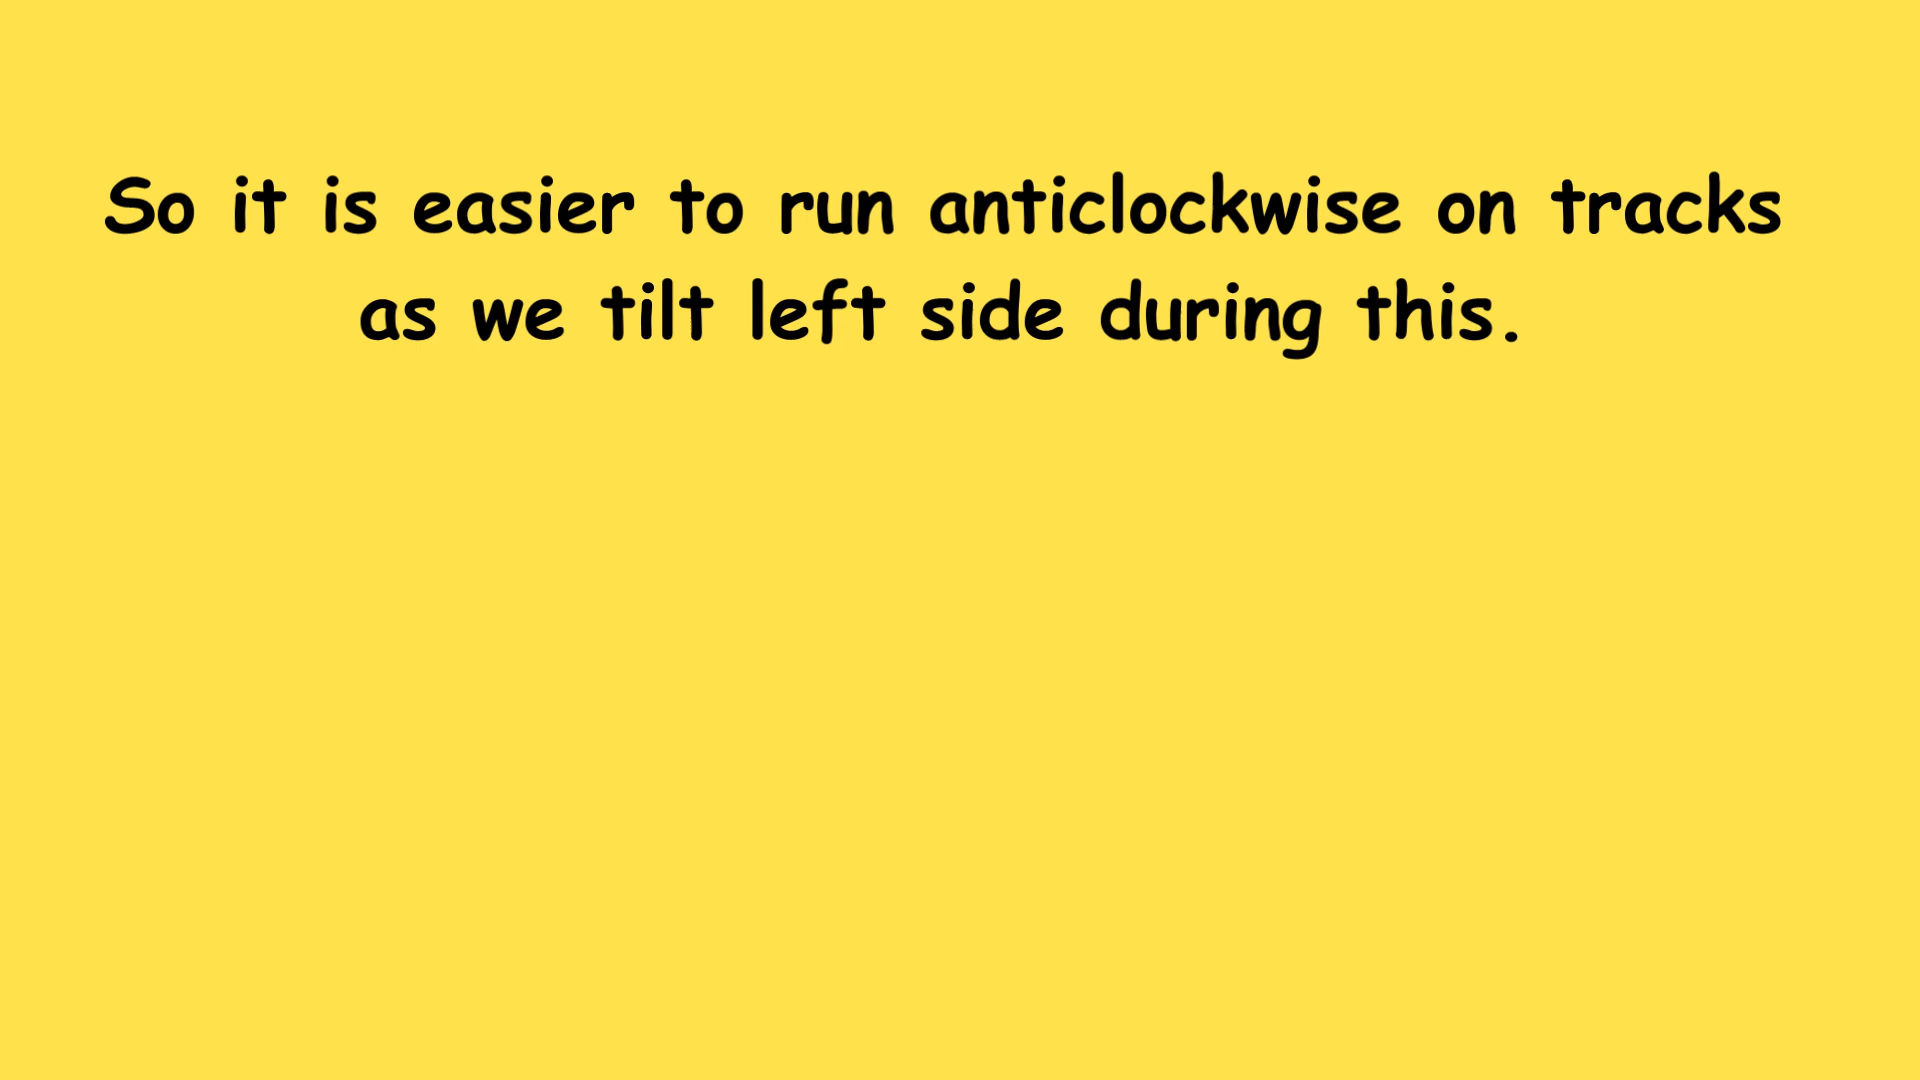 So it is easier to run anticlockwise on tracks
as we tilt left side during this.